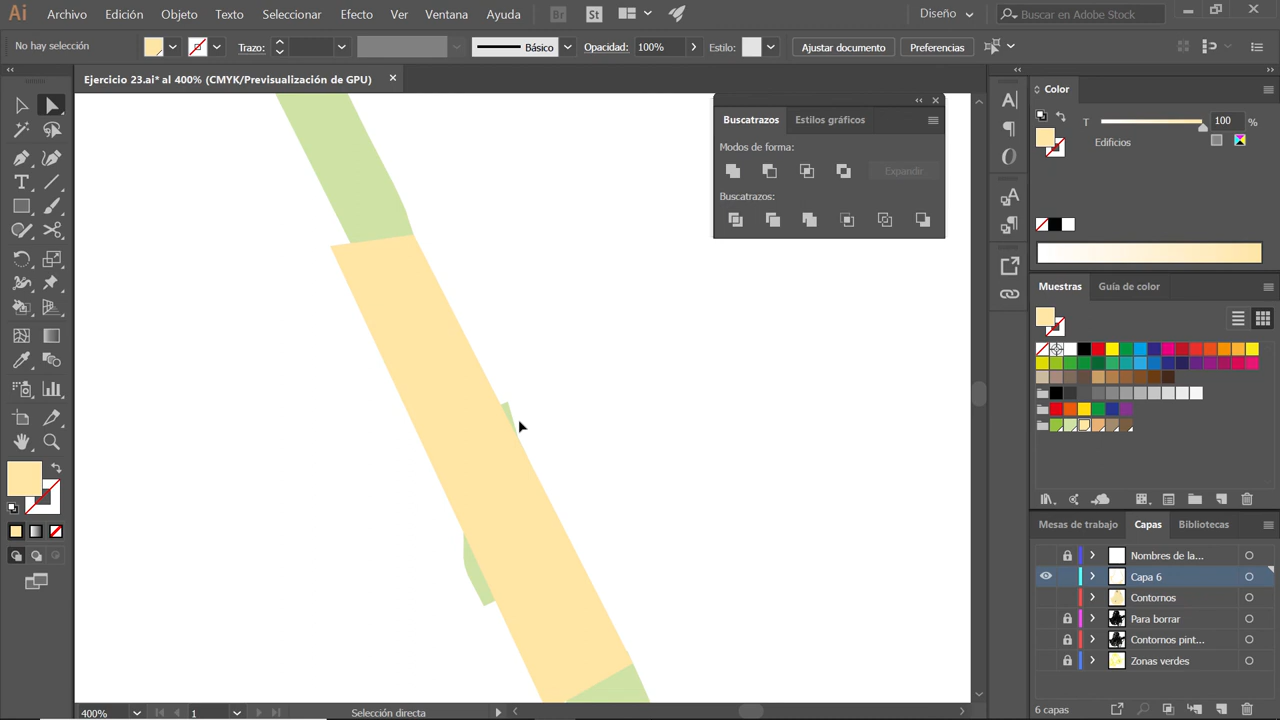 Ai Archivo Edición Objeto Texto Seleccionar Efecto Ver Ventana Ayuda Br St Diseño Buscar en Adobe Stock
No hay selección Trazo: Básico Opacidad: 100% Estilo: Ajustar documento Preferencias
Ejercicio 23.ai* al 400% (CMYK/Previsualización de GPU)
Color
T 100 %
Edificios
Buscatrazos Estilos gráficos
Modos de forma:
Expandir
Buscatrazos:
Muestras Guía de color
Mesas de trabajo Capas Bibliotecas
Nombres de la...
Capa 6
Contornos
Para borrar
Contornos pint...
Zonas verdes
6 capas
400% 1 Selección directa